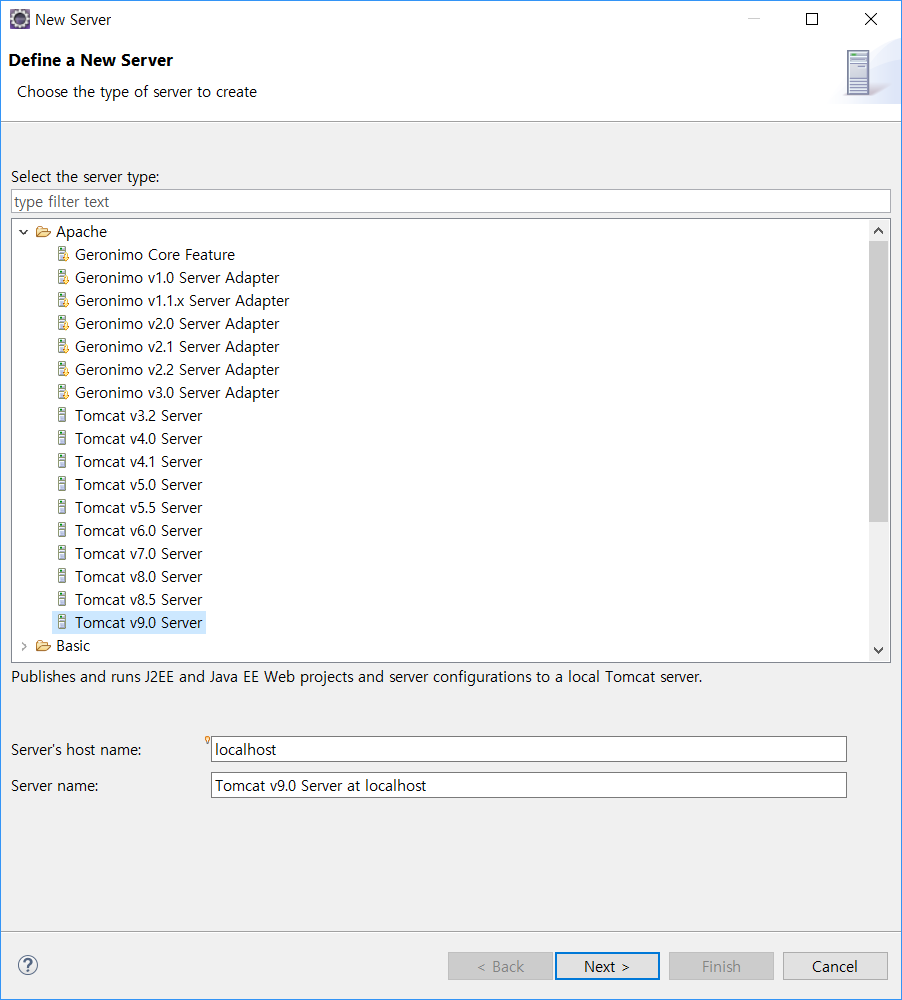 New Server
Define a New Server
Choose the type of server to create
Select the server type:
type filter text
Apache
Geronimo Core Feature
Geronimo v1.0 Server Adapter
Geronimo v1.1.x Server Adapter
Geronimo v2.0 Server Adapter
Geronimo v2.1 Server Adapter
Geronimo v2.2 Server Adapter
Geronimo v3.0 Server Adapter
Tomcat v3.2 Server
Tomcat v4.0 Server
Tomcat v4.1 Server
Tomcat v5.0 Server
Tomcat v5.5 Server
Tomcat v6.0 Server
Tomcat v7.0 Server
Tomcat v8.0 Server
Tomcat v8.5 Server
Tomcat v9.0 Server
Basic
Publishes and runs J2EE and Java EE Web projects and server configurations to a local Tomcat server.
Server's host name: localhost
Server name: Tomcat v9.0 Server at localhost
? < Back Next > Finish Cancel